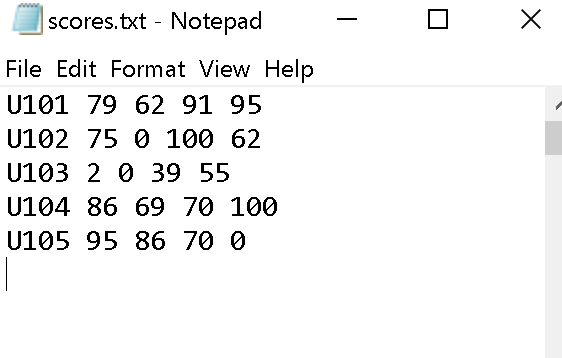 scores.txt - Notepad
File Edit Format View Help
U101 79 62 91 95
U102 75 0 100 62
U103 2 0 39 55
U104 86 69 70 100
U105 95 86 70 0